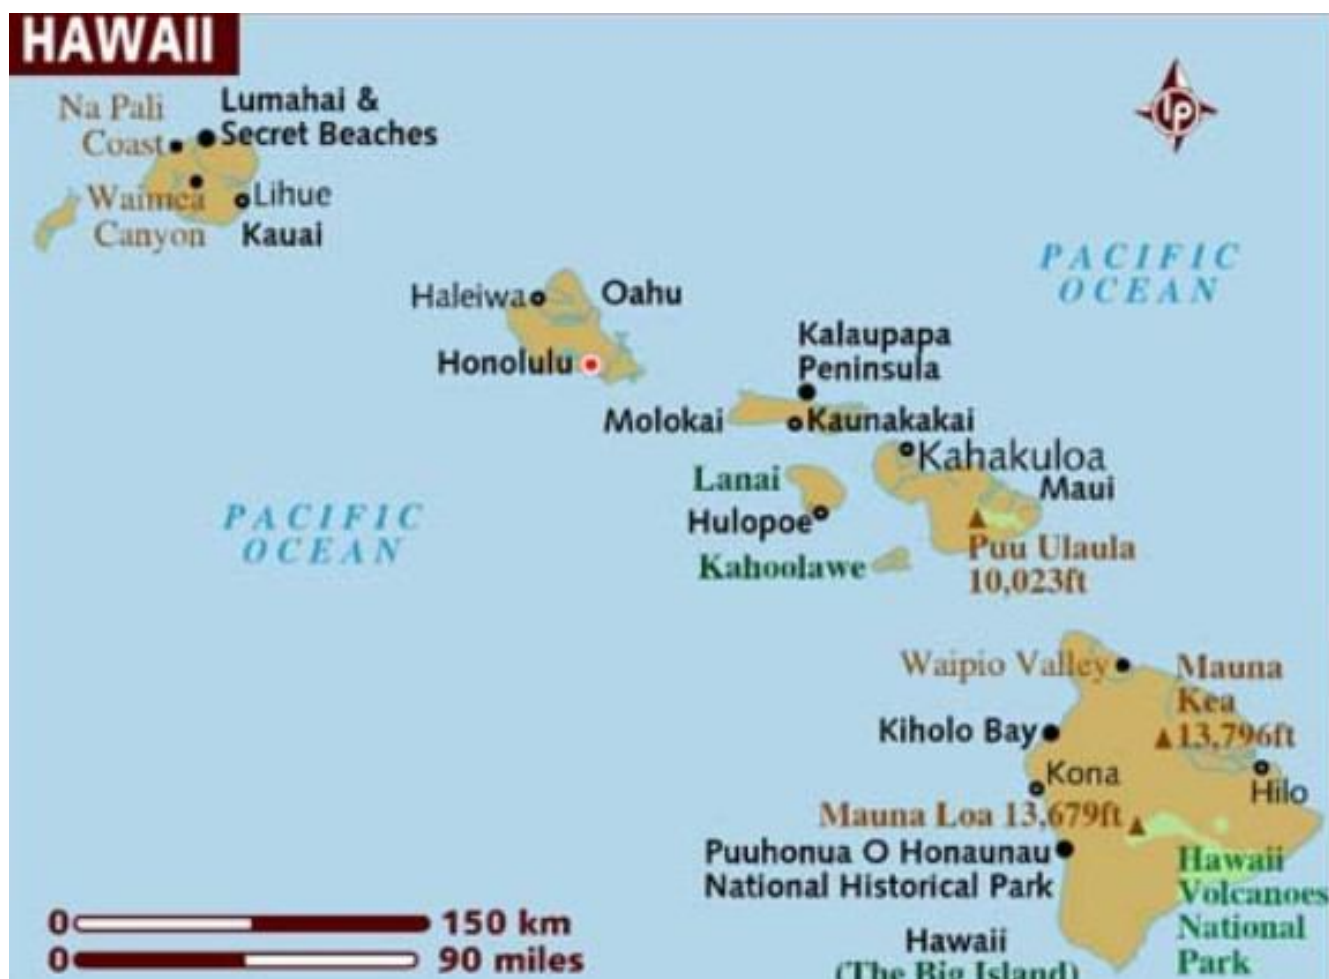 HAWAII
Na Pali
Coast
Lumahai &
Secret Beaches
Waimea
Canyon
Lihue
Kauai
PACIFIC
OCEAN
Haleiwa
Oahu
Honolulu
Kalaupapa
Peninsula
Molokai
Kaunakakai
Kahakuloa
Lanai
Maui
Hulopoe
PACIFIC
OCEAN
Puu Ulaula
10,023ft
Kahoolawe
Waipio Valley
Mauna
Kea
13,796ft
Kiholo Bay
Kona
Hilo
Mauna Loa 13,679ft
Puuhonua O Honaunau
National Historical Park
Hawaii
Volcanoes
National
Park
Hawaii
(The Big Island)
0 150 km
0 90 miles
lp